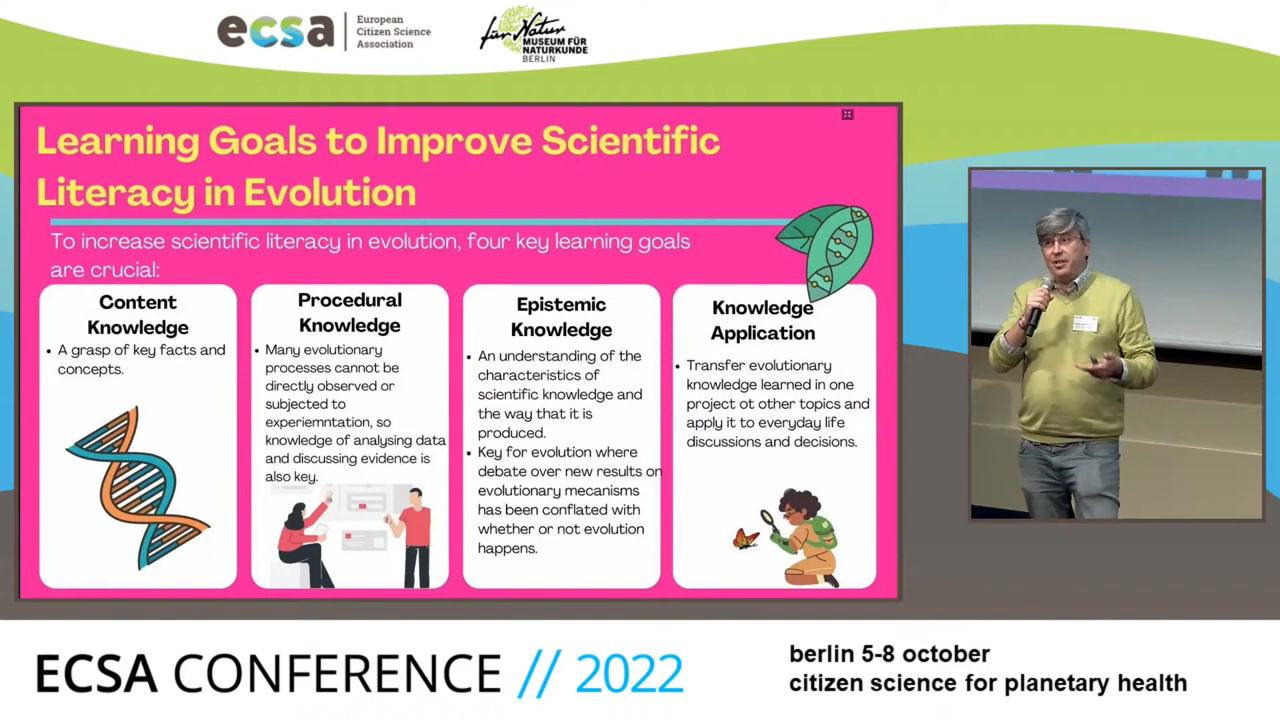 ecsa
European
Citizen Science
Association
für Natur
MUSEUM FÜR
NATURKUNDE
BERLIN
Learning Goals to Improve Scientific
Literacy in Evolution
To increase scientific literacy in evolution, four key learning goals
are crucial:
Content
Knowledge
• A grasp of key facts and
concepts.
Procedural
Knowledge
• Many evolutionary
processes cannot be
directly observed or
subjected to
experiemntation, so
knowledge of analysing data
and discussing evidence is
also key.
Epistemic
Knowledge
• An understanding of the
characteristics of
scientific knowledge and
the way that it is
produced.
• Key for evolution where
debate over new results on
evolutionary mechanisms
has been conflated with
whether or not evolution
happens.
Knowledge
Application
• Transfer evolutionary
knowledge learned in one
project ot other topics and
apply it to everyday life
discussions and decisions.
ECSA CONFERENCE // 2022
berlin 5-8 october
citizen science for planetary health